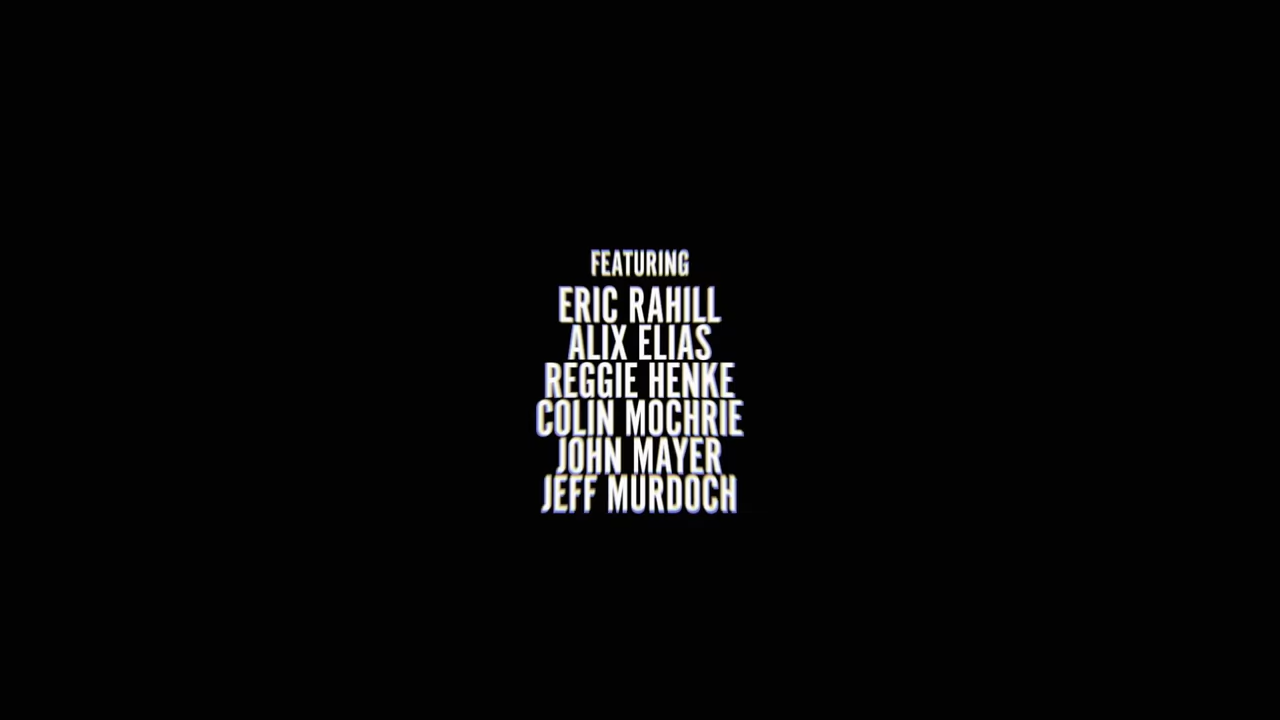 FEATURING
ERIC RAHILL
ALIX ELIAS
REGGIE HENKE
COLIN MOCHRIE
JOHN MAYER
JEFF MURDOCH